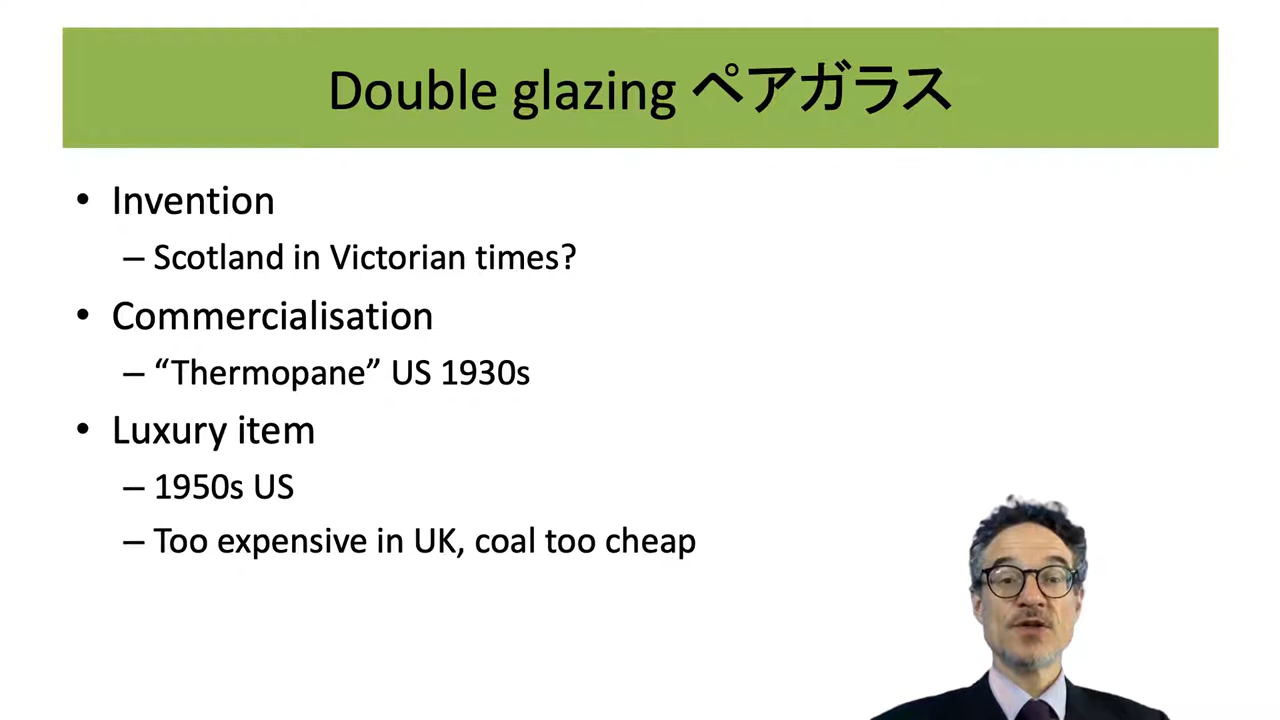 Double glazing ペアガラス
• Invention
– Scotland in Victorian times?
• Commercialisation
– “Thermopane” US 1930s
• Luxury item
– 1950s US
– Too expensive in UK, coal too cheap